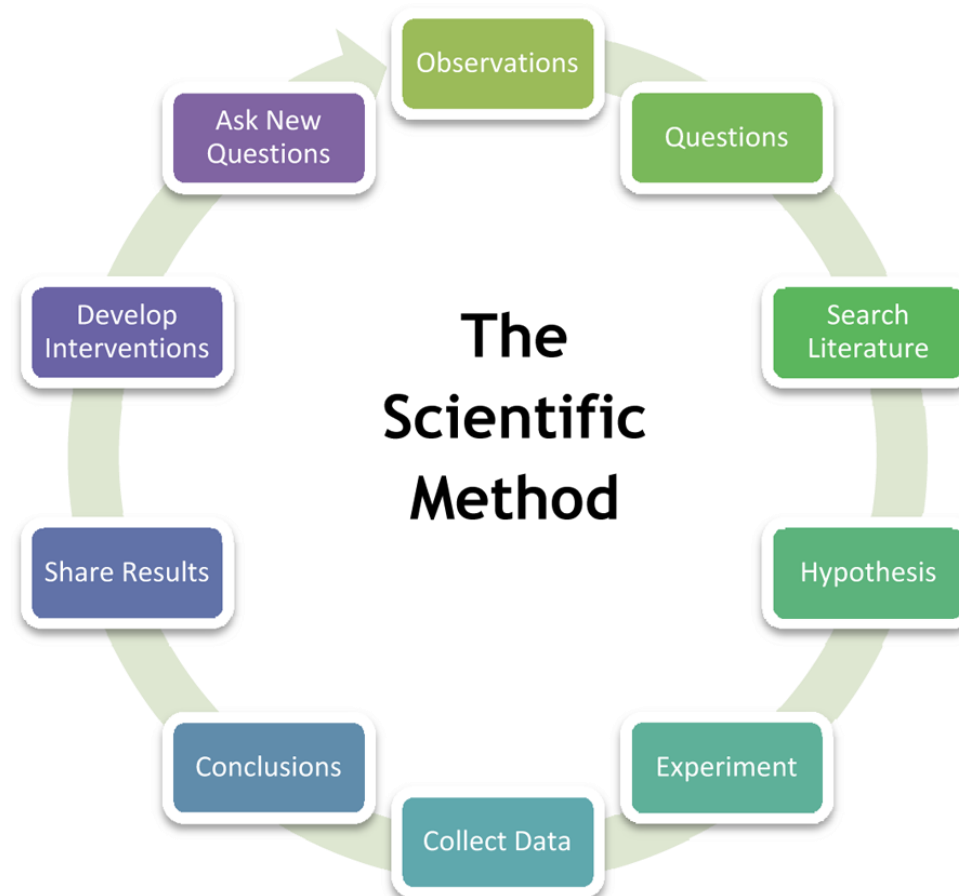 Observations
Questions
Search
Literature
Hypothesis
Experiment
Collect Data
Conclusions
Share Results
Develop
Interventions
Ask New
Questions
The
Scientific
Method